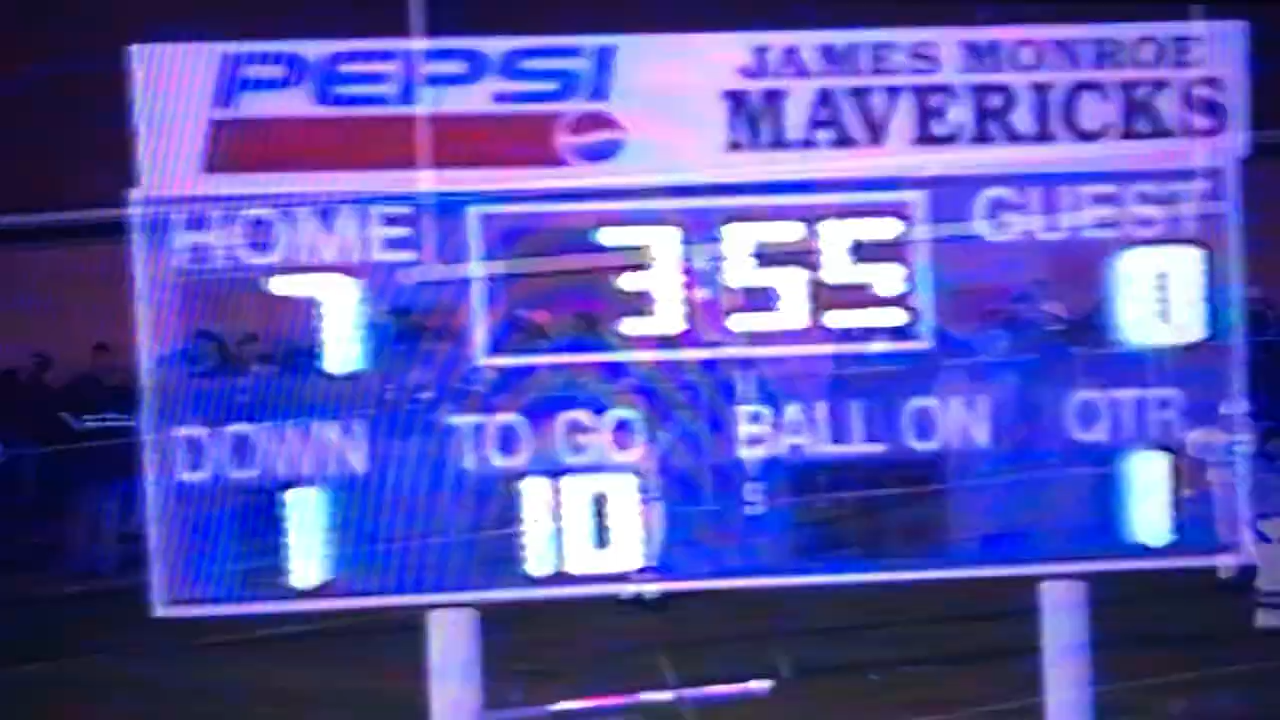 PEPSI
JAMES MONROE
MAVERICKS
HOME
3:55
GUEST
7
0
DOWN
TO GO
BALL ON
QTR
1
10
1